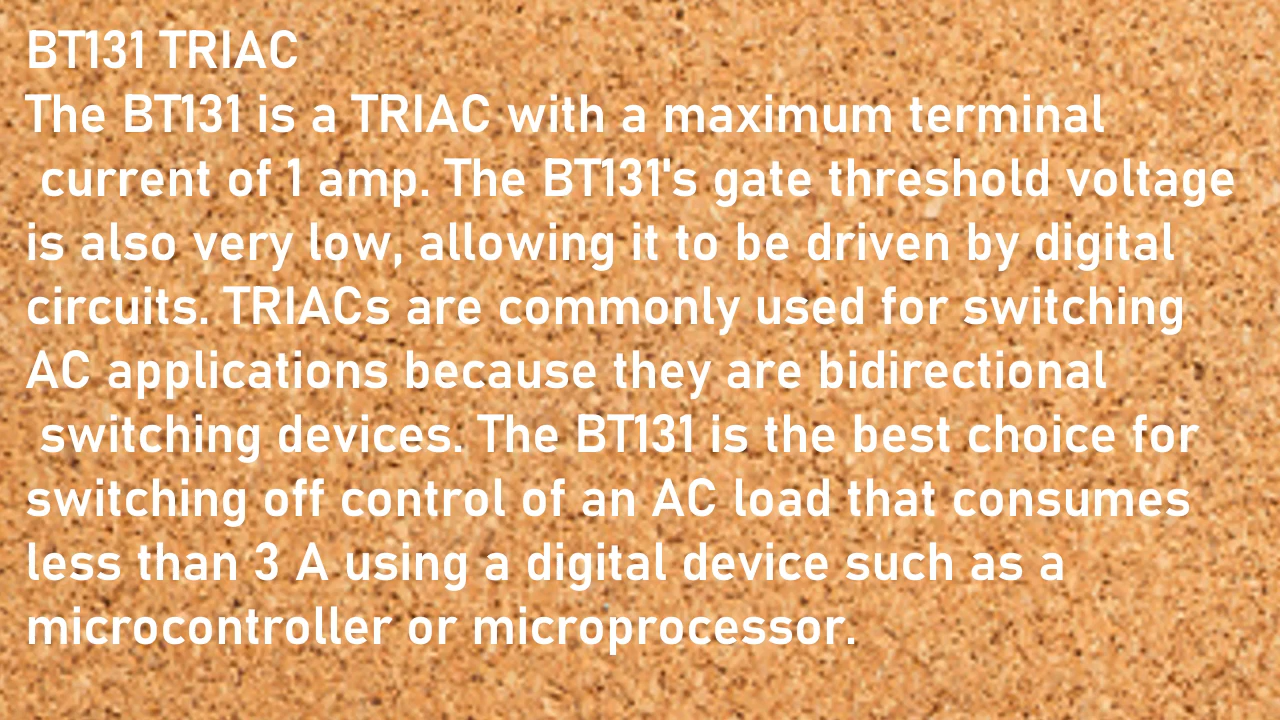 BT131 TRIAC
The BT131 is a TRIAC with a maximum terminal
current of 1 amp. The BT131's gate threshold voltage
is also very low, allowing it to be driven by digital
circuits. TRIACs are commonly used for switching
AC applications because they are bidirectional
switching devices. The BT131 is the best choice for
switching off control of an AC load that consumes
less than 3 A using a digital device such as a
microcontroller or microprocessor.